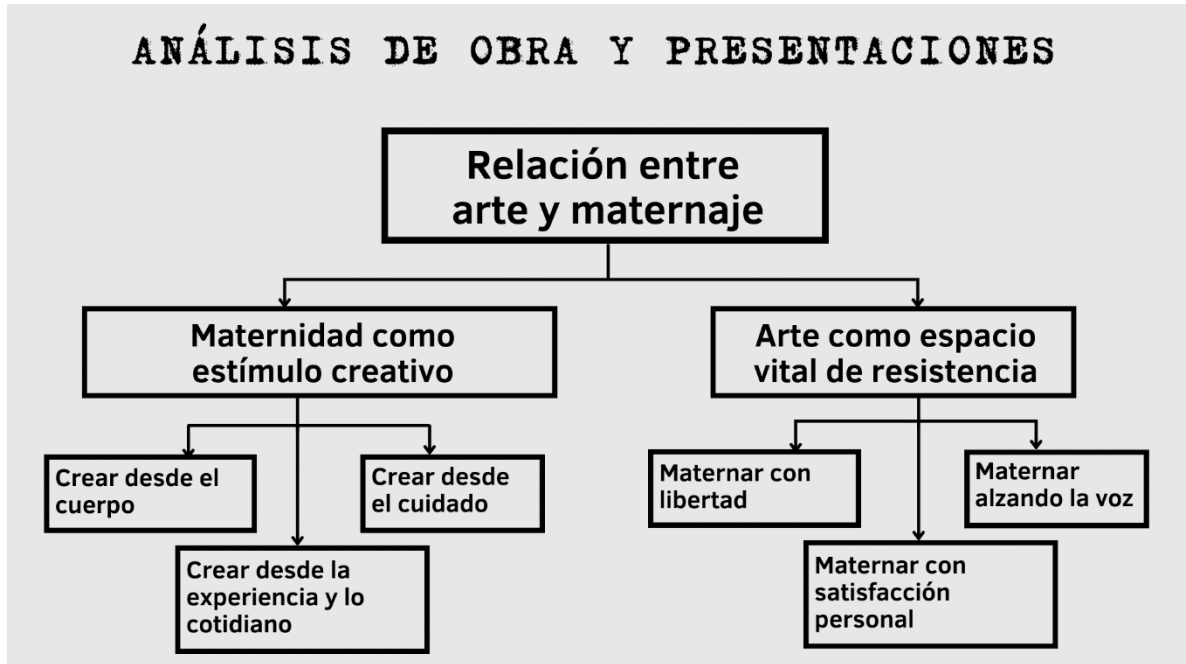 ANÁLISIS DE OBRA Y PRESENTACIONES
Relación entre
arte y maternaje
Maternidad como
estímulo creativo
Arte como espacio
vital de resistencia
Crear desde el
cuerpo
Crear desde
el cuidado
Crear desde la
experiencia y lo
cotidiano
Maternar con
libertad
Maternar
alzando la voz
Maternar con
satisfacción
personal